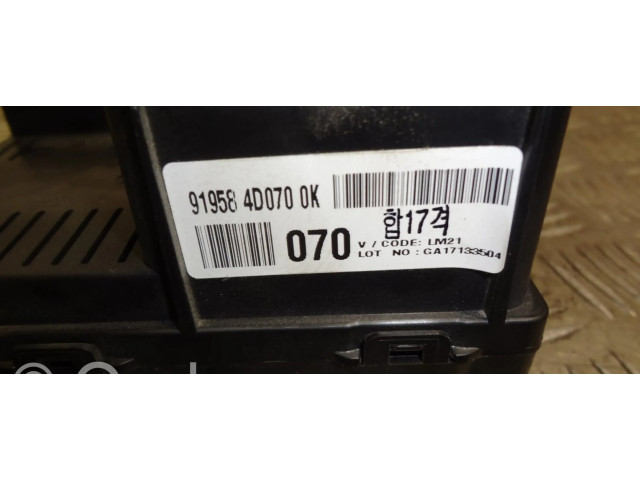 91958 4D070 0K
합17격
070
V / CODE: LM21
LOT NO : GA17133504